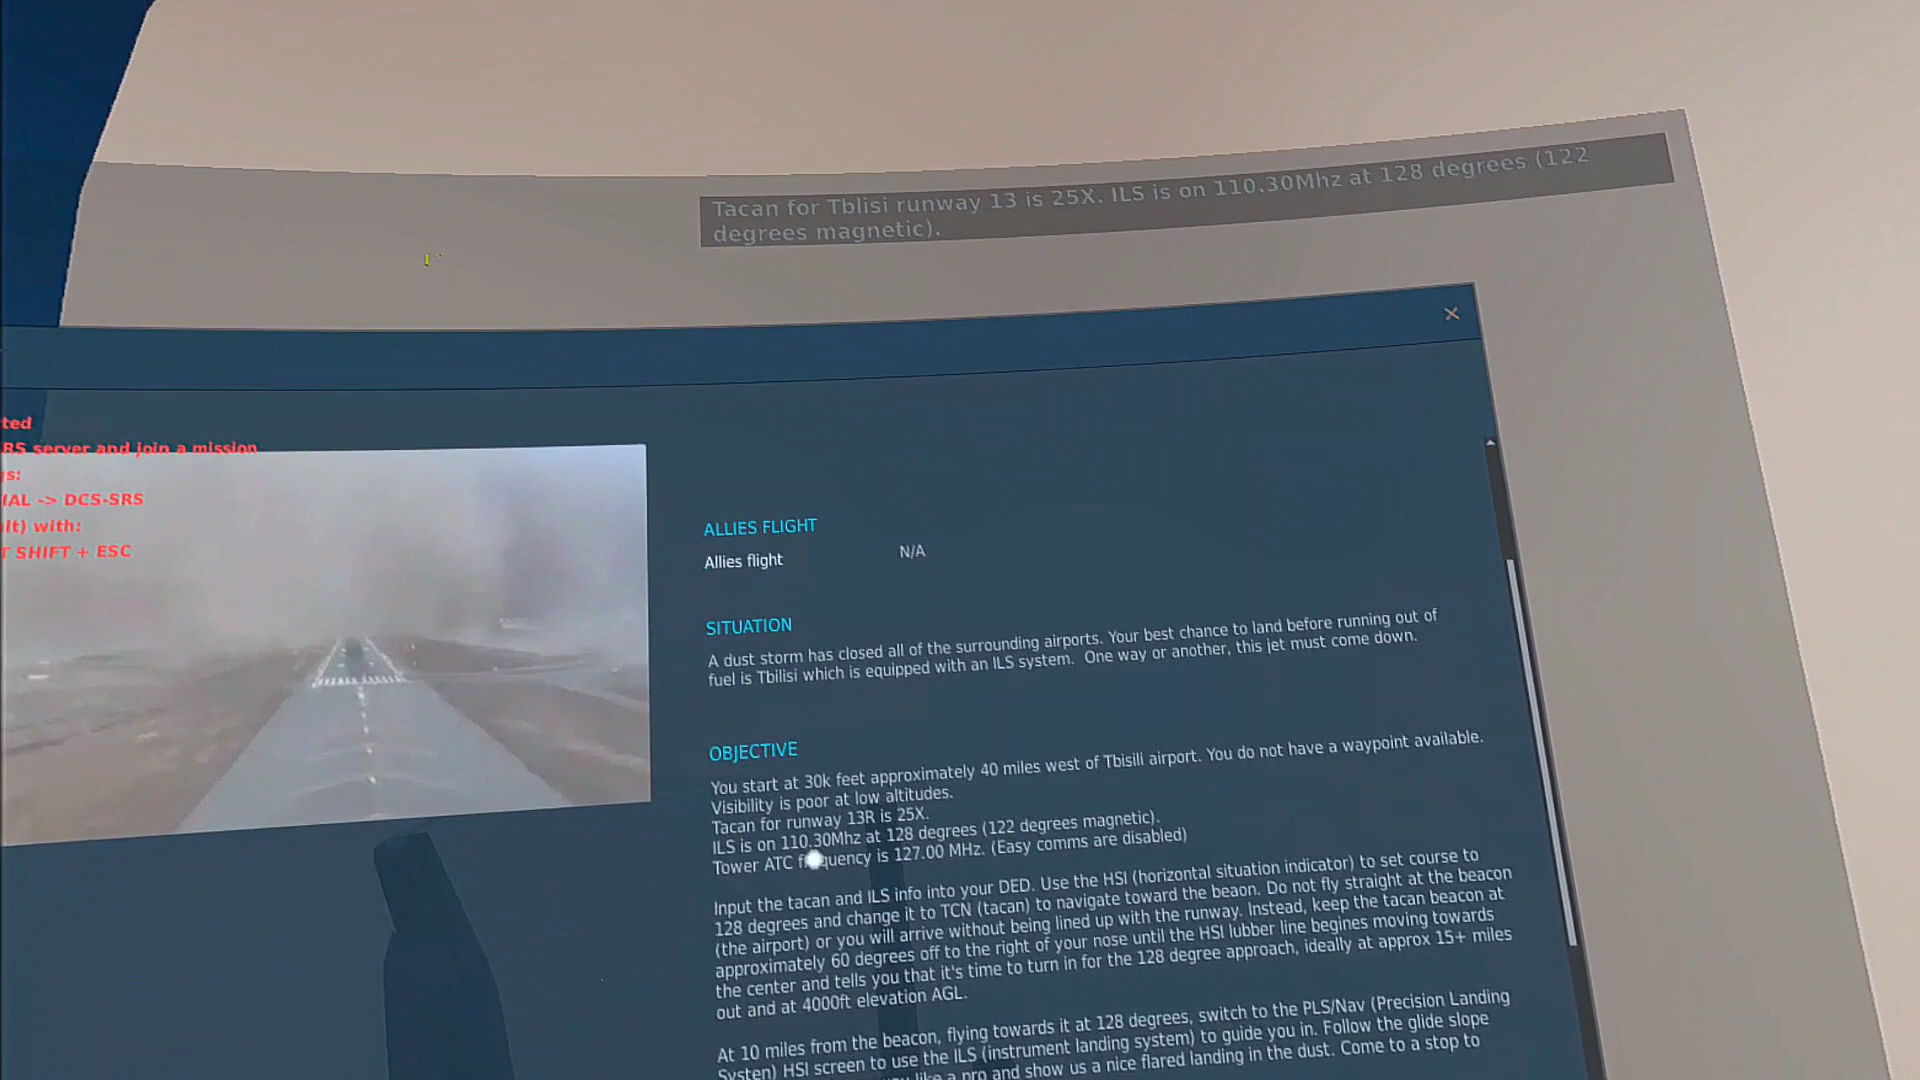 Tacan for Tblisi runway 13 is 25X. ILS is on 110.30Mhz at 128 degrees (122
degrees magnetic).
ted
RS server and join a mission
gs:
IAL -> DCS-SRS
lt) with:
T SHIFT + ESC
ALLIES FLIGHT
Allies flight N/A
SITUATION
A dust storm has closed all of the surrounding airports. Your best chance to land before running out of
fuel is Tbilisi which is equipped with an ILS system. One way or another, this jet must come down.
OBJECTIVE
You start at 30k feet approximately 40 miles west of Tbisili airport. You do not have a waypoint available.
Visibility is poor at low altitudes.
Tacan for runway 13R is 25X.
ILS is on 110.30Mhz at 128 degrees (122 degrees magnetic).
Tower ATC frequency is 127.00 MHz. (Easy comms are disabled)
Input the tacan and ILS info into your DED. Use the HSI (horizontal situation indicator) to set course to
128 degrees and change it to TCN (tacan) to navigate toward the beaon. Do not fly straight at the beacon
(the airport) or you will arrive without being lined up with the runway. Instead, keep the tacan beacon at
approximately 60 degrees off to the right of your nose until the HSI lubber line begines moving towards
the center and tells you that it's time to turn in for the 128 degree approach, ideally at approx 15+ miles
out and at 4000ft elevation AGL.
At 10 miles from the beacon, flying towards it at 128 degrees, switch to the PLS/Nav (Precision Landing
Systen) HSI screen to use the ILS (instrument landing system) to guide you in. Follow the glide slope
like a pro and show us a nice flared landing in the dust. Come to a stop to